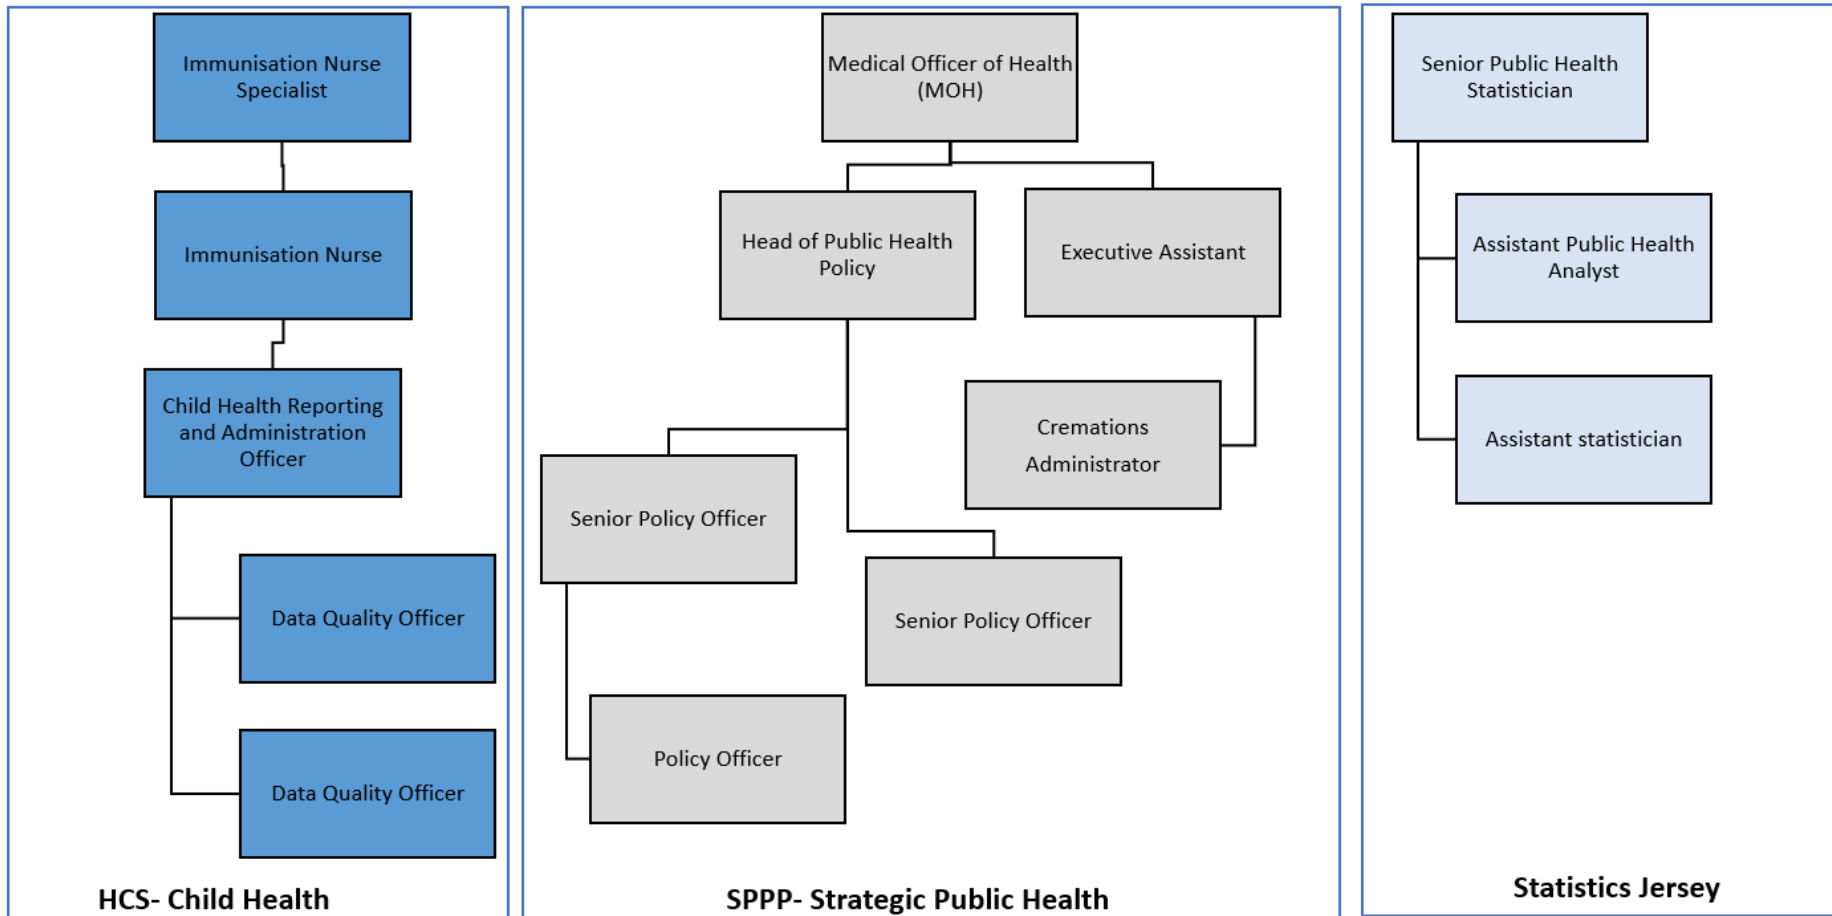 Immunisation Nurse
Specialist
Immunisation Nurse
Child Health Reporting
and Administration
Officer
Data Quality Officer
Data Quality Officer
HCS- Child Health
Medical Officer of Health
(MOH)
Head of Public Health
Policy
Executive Assistant
Cremations
Administrator
Senior Policy Officer
Senior Policy Officer
Policy Officer
SPPP- Strategic Public Health
Senior Public Health
Statistician
Assistant Public Health
Analyst
Assistant statistician
Statistics Jersey